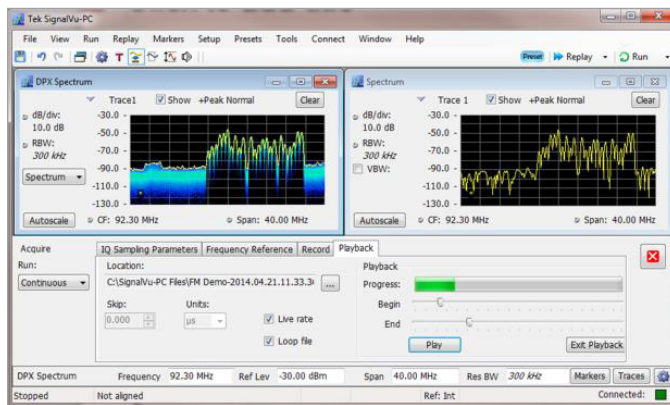 Tek SignalVu-PC
File View Run Replay Markers Setup Presets Tools Connect Window Help
Preset Replay Run
DPX Spectrum
Trace1 Show +Peak Normal Clear
dB/div:
10.0 dB
RBW:
300 kHz
Spectrum
-30.0
-50.0
-70.0
-90.0
-110.0
-130.0
Autoscale CF: 92.30 MHz Span: 40.00 MHz
Spectrum
Trace 1 Show +Peak Normal Clear
dB/div:
10.0 dB
RBW:
300 kHz
VBW:
-30.0
-50.0
-70.0
-90.0
-110.0
-130.0
Autoscale CF: 92.30 MHz Span: 40.00 MHz
Acquire
Run:
Continuous
IQ Sampling Parameters Frequency Reference Record Playback
Location:
C:\SignalVu-PC Files\FM Demo-2014.04.21.11.33.3 ...
Skip: Units:
0.000 µs
Live rate
Loop file
Playback
Progress:
Begin
End
Play Exit Playback
DPX Spectrum Frequency 92.30 MHz Ref Lev -30.00 dBm Span 40.00 MHz Res BW 300 kHz Markers Traces
Stopped Not aligned Ref: Int Connected: